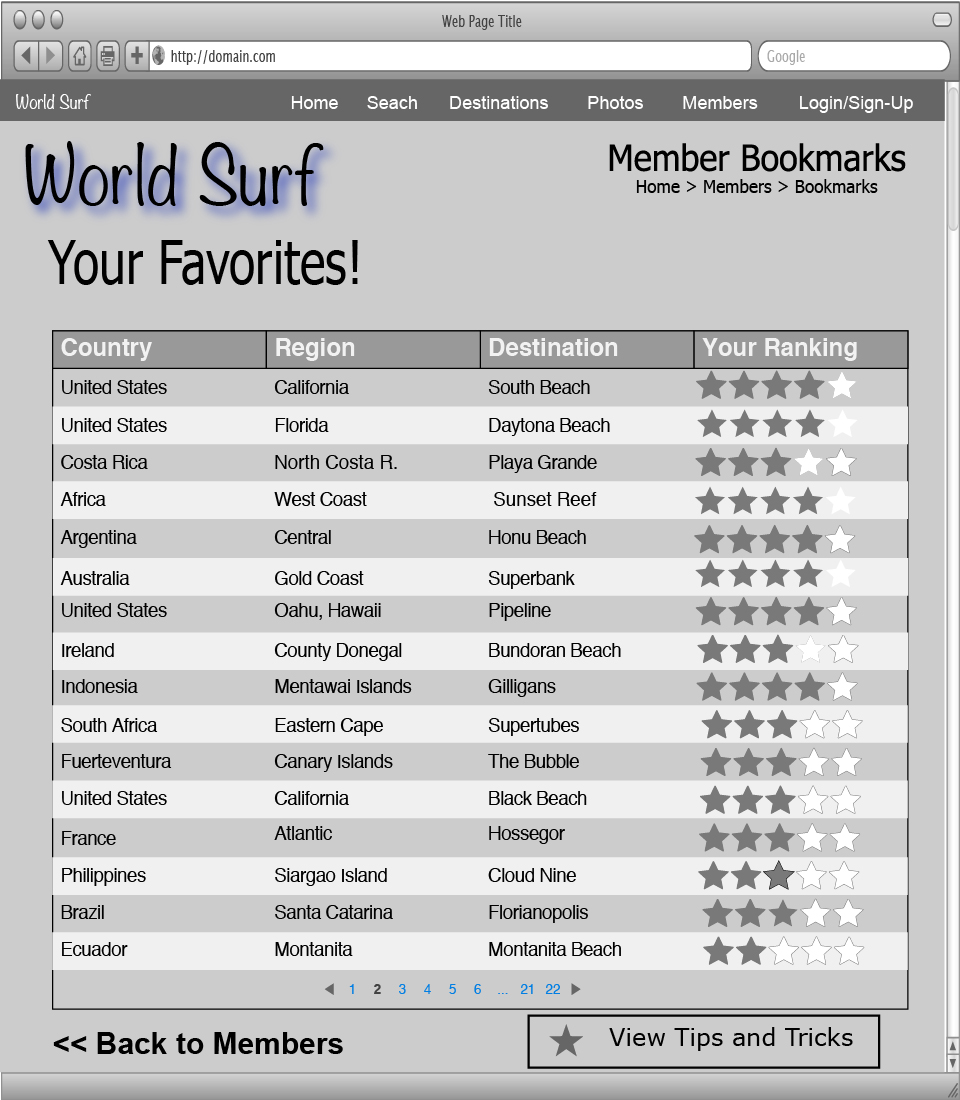 Web Page Title
http://domain.com
Google
World Surf
Home Seach Destinations Photos Members Login/Sign-Up
World Surf
Member Bookmarks
Home > Members > Bookmarks
Your Favorites!
Country Region Destination Your Ranking
United States California South Beach
United States Florida Daytona Beach
Costa Rica North Costa R. Playa Grande
Africa West Coast Sunset Reef
Argentina Central Honu Beach
Australia Gold Coast Superbank
United States Oahu, Hawaii Pipeline
Ireland County Donegal Bundoran Beach
Indonesia Mentawai Islands Gilligans
South Africa Eastern Cape Supertubes
Fuerteventura Canary Islands The Bubble
United States California Black Beach
France Atlantic Hossegor
Philippines Siargao Island Cloud Nine
Brazil Santa Catarina Florianopolis
Ecuador Montanita Montanita Beach
1 2 3 4 5 6 ... 21 22
<< Back to Members
View Tips and Tricks